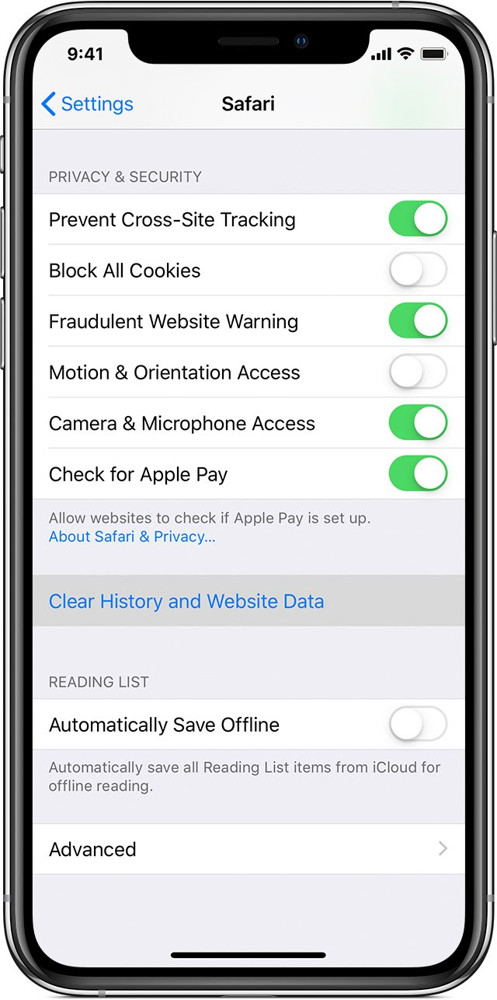 9:41
Settings
Safari
PRIVACY & SECURITY
Prevent Cross-Site Tracking
Block All Cookies
Fraudulent Website Warning
Motion & Orientation Access
Camera & Microphone Access
Check for Apple Pay
Allow websites to check if Apple Pay is set up.
About Safari & Privacy...
Clear History and Website Data
READING LIST
Automatically Save Offline
Automatically save all Reading List items from iCloud for
offline reading.
Advanced